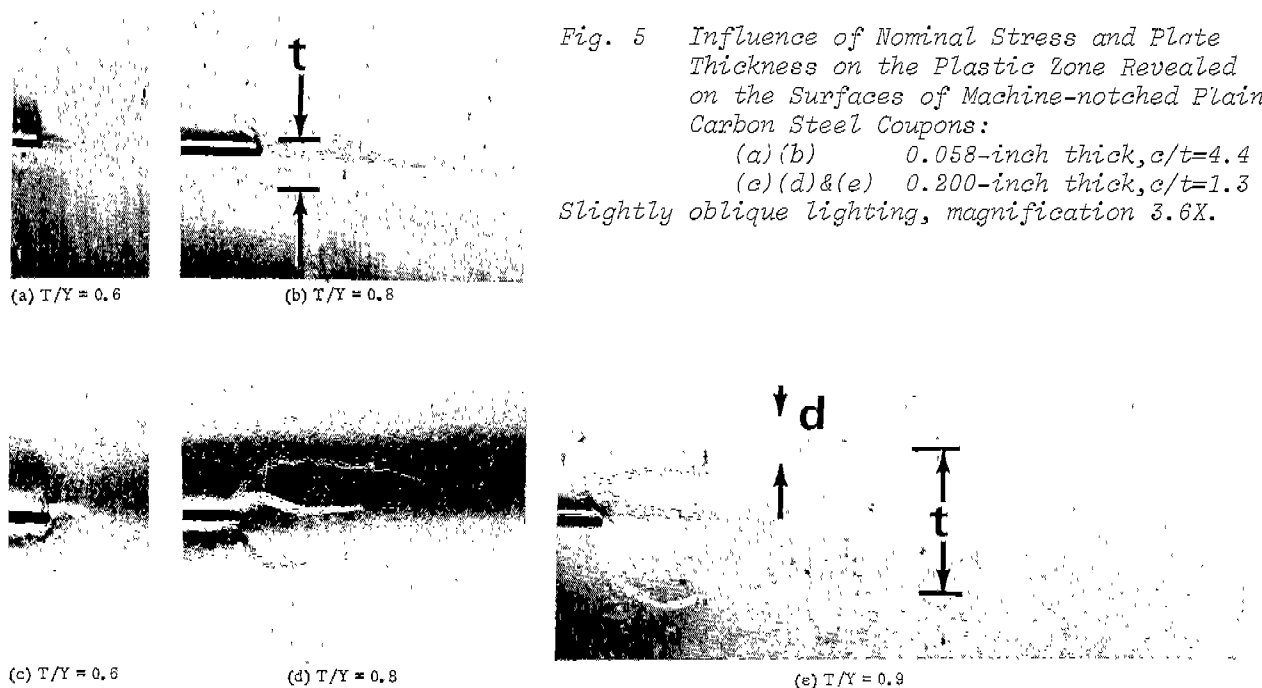 Fig. 5 Influence of Nominal Stress and Plate
Thickness on the Plastic Zone Revealed
on the Surfaces of Machine-notched Plain
Carbon Steel Coupons:
(a)(b) 0.058-inch thick,c/t=4.4
(c)(d)&(e) 0.200-inch thick,c/t=1.3
Slightly oblique lighting, magnification 3.6X.
t
(a) T/Y = 0.6
(b) T/Y = 0.8
d
t
(c) T/Y = 0.6
(d) T/Y = 0.8
(e) T/Y = 0.9